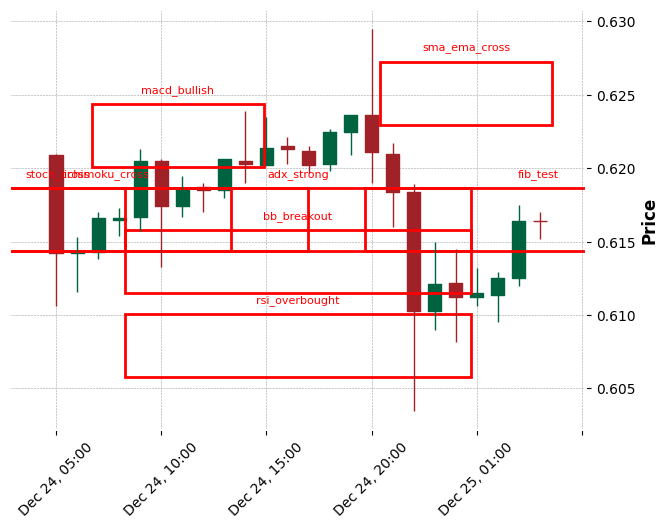 0.630
sma_ema_cross
0.625
macd_bullish
0.620
ichimoku_cross
adx_strong
fib_test
bb_breakout
0.615
rsi_overbought
0.610
0.605
Price
Dec 24, 05:00
Dec 24, 10:00
Dec 24, 15:00
Dec 24, 20:00
Dec 25, 01:00